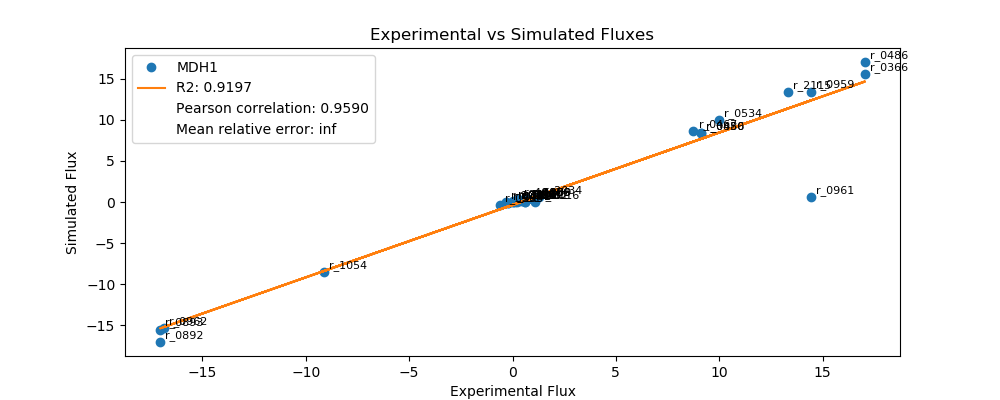 Experimental vs Simulated Fluxes
MDH1
R2: 0.9197
Pearson correlation: 0.9590
Mean relative error: inf
r_0486
r_0366
r_0959
r_0534
r_0961
r_1054
r_0962
r_0892
15
10
5
0
−5
−10
−15
Simulated Flux
−15
−10
−5
0
5
10
15
Experimental Flux